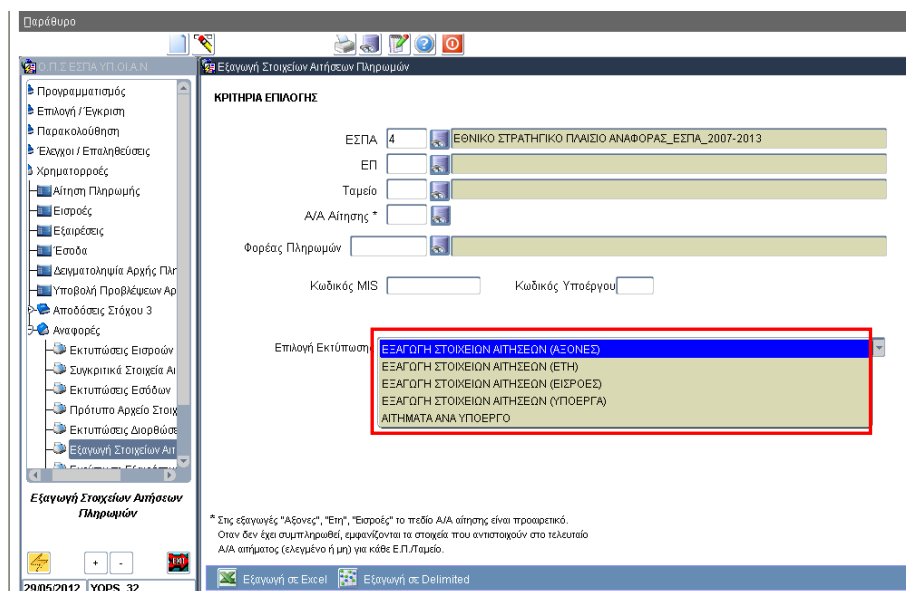 Παράθυρο
Ο.Π.Σ ΕΣΠΑ ΥΠ.ΟΙ.Α.Ν
Εξαγωγή Στοιχείων Αιτήσεων Πληρωμών
Προγραμματισμός
Επιλογή / Έγκριση
Παρακολούθηση
Έλεγχοι / Επαληθεύσεις
Χρηματορροές
Αίτηση Πληρωμής
Εισροές
Εξαιρέσεις
Έσοδα
Δειγματοληψία Αρχής Πλη
Υποβολή Προβλέψεων Αρ
Αποδόσεις Στόχου 3
Αναφορές
Εκτυπώσεις Εισροών
Συγκριτικά Στοιχεία Αι
Εκτυπώσεις Εσόδων
Πρότυπο Αρχείο Στοιχ
Εκτυπώσεις Διορθώσε
Εξαγωγή Στοιχείων Αιτ
Εξαγωγή Στοιχείων Αιτήσεων
Πληρωμών
+ -
EXIT
29/05/2012 YOPS_32
ΚΡΙΤΗΡΙΑ ΕΠΙΛΟΓΗΣ
ΕΣΠΑ 4 ΕΘΝΙΚΟ ΣΤΡΑΤΗΓΙΚΟ ΠΛΑΙΣΙΟ ΑΝΑΦΟΡΑΣ_ΕΣΠΑ_2007-2013
ΕΠ
Ταμείο
Α/Α Αίτησης *
Φορέας Πληρωμών
Κωδικός MIS Κωδικός Υποέργου
Επιλογή Εκτύπωσης
ΕΞΑΓΩΓΗ ΣΤΟΙΧΕΙΩΝ ΑΙΤΗΣΕΩΝ (ΑΞΟΝΕΣ)
ΕΞΑΓΩΓΗ ΣΤΟΙΧΕΙΩΝ ΑΙΤΗΣΕΩΝ (ΕΤΗ)
ΕΞΑΓΩΓΗ ΣΤΟΙΧΕΙΩΝ ΑΙΤΗΣΕΩΝ (ΕΙΣΡΟΕΣ)
ΕΞΑΓΩΓΗ ΣΤΟΙΧΕΙΩΝ ΑΙΤΗΣΕΩΝ (ΥΠΟΕΡΓΑ)
ΑΙΤΗΜΑΤΑ ΑΝΑ ΥΠΟΕΡΓΟ
* Στις εξαγωγές "Αξονες", "Ετη", "Εισροές" το πεδίο Α/Α αίτησης είναι προαιρετικό.
Οταν δεν έχει συμπληρωθεί, εμφανίζονται τα στοιχεία που αντιστοιχούν στο τελευταίο
Α/Α αιτήματος (ελεγμένο ή μη) για κάθε Ε.Π./Ταμείο.
Εξαγωγή σε Excel Εξαγωγή σε Delimited